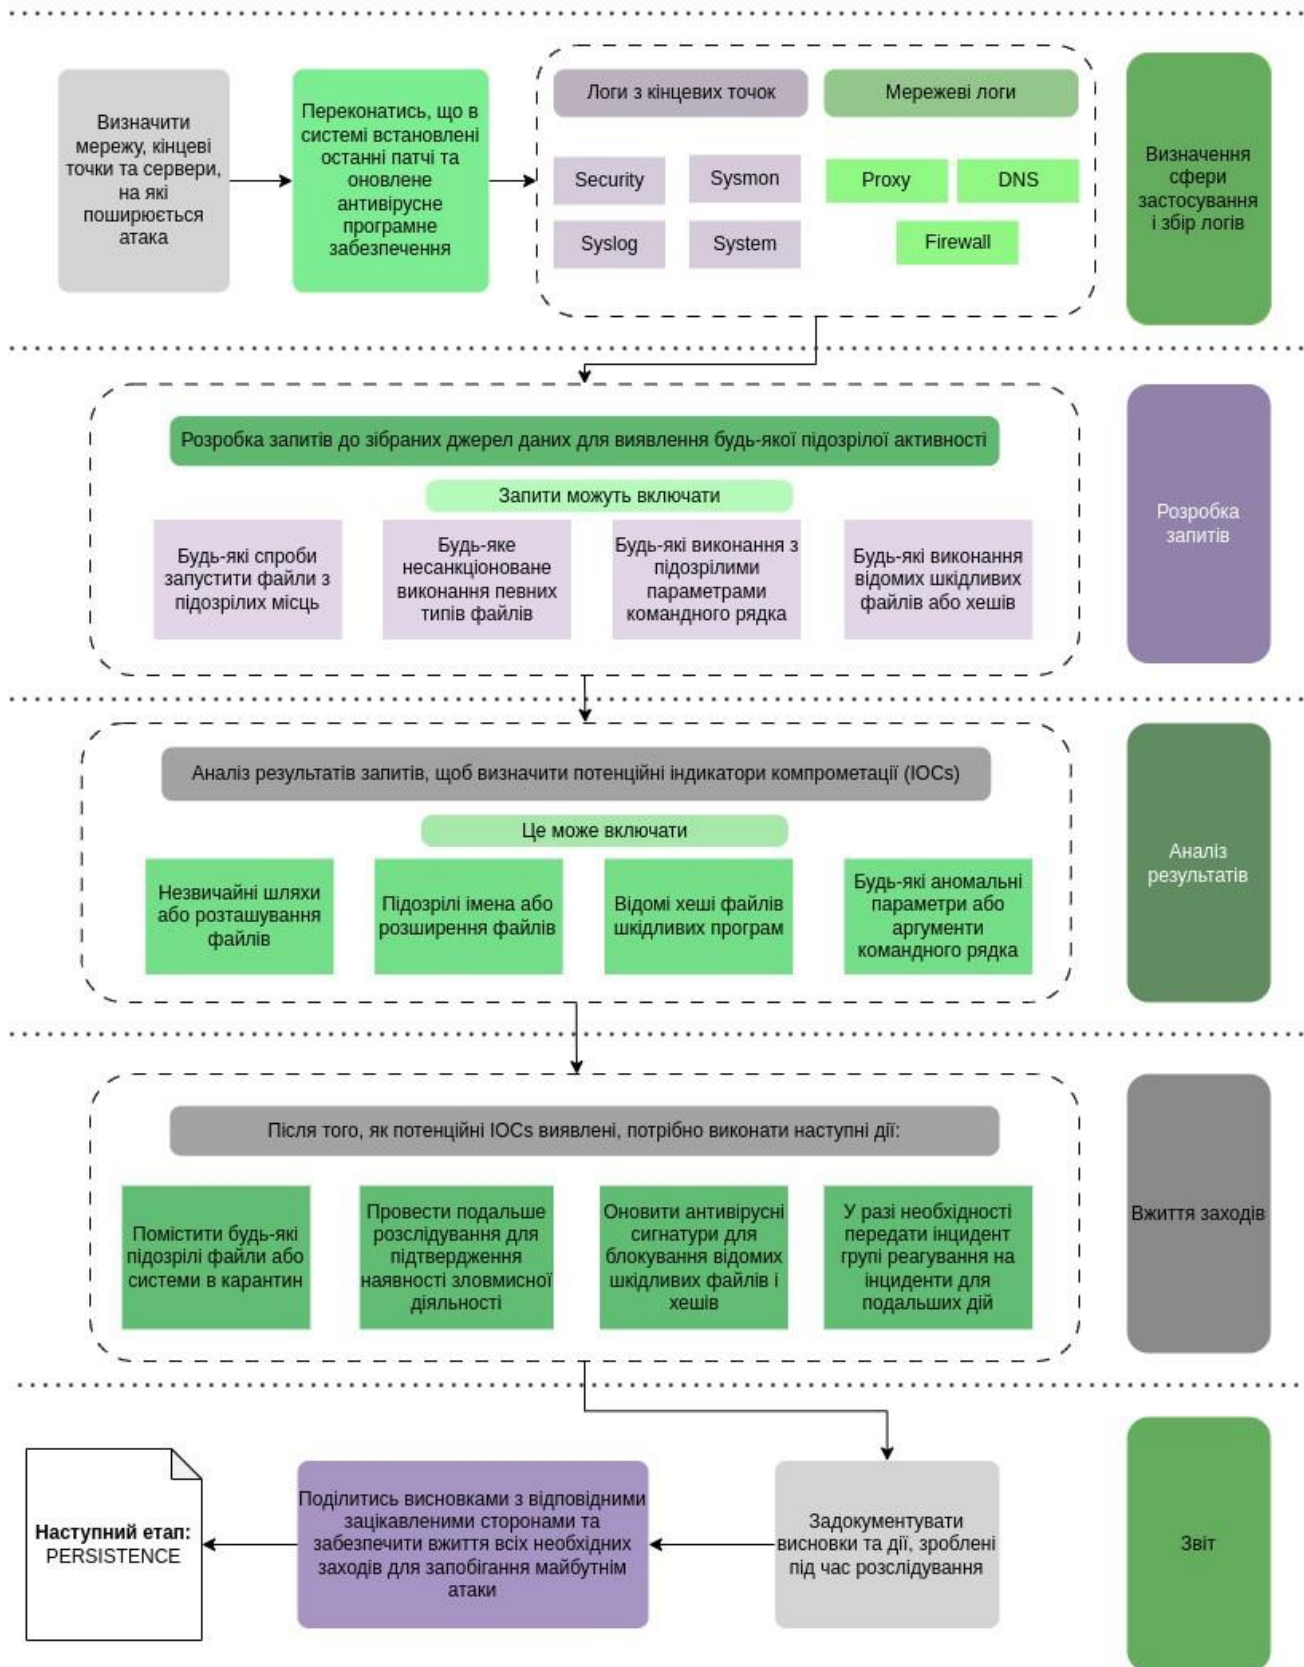 Визначити
мережу, кінцеві
точки та сервери,
на які
поширюється
атака
Переконатись, що в
системі встановлені
останні патчі та
оновлене
антивірусне
програмне
забезпечення
Логи з кінцевих точок
Security
Sysmon
Syslog
System
Мережеві логи
Proxy
DNS
Firewall
Визначення
сфери
застосування
і збір логів
Розробка запитів до зібраних джерел даних для виявлення будь-якої підозрілої активності
Запити можуть включати
Будь-які спроби
запустити файли з
підозрілих місць
Будь-яке
несанкціоноване
виконання певних
типів файлів
Будь-які виконання з
підозрілими
параметрами
командного рядка
Будь-які виконання
відомих шкідливих
файлів або хешів
Розробка
запитів
Аналіз результатів запитів, щоб визначити потенційні індикатори компрометації (IOCs)
Це може включати
Незвичайні шляхи
або розташування
файлів
Підозрілі імена або
розширення файлів
Відомі хеші файлів
шкідливих програм
Будь-які аномальні
параметри або
аргументи
командного рядка
Аналіз
результатів
Після того, як потенційні IOCs виявлені, потрібно виконати наступні дії:
Помістити будь-які
підозрілі файли або
системи в карантин
Провести подальше
розслідування для
підтвердження
наявності зловмисної
діяльності
Оновити антивірусні
сигнатури для
блокування відомих
шкідливих файлів і
хешів
У разі необхідності
передати інцидент
групі реагування на
інциденти для
подальших дій
Вжиття заходів
Задокументувати
висновки та дії, зроблені
під час розслідування
Поділитись висновками з відповідними
зацікавленими сторонами та
забезпечити вжиття всіх необхідних
заходів для запобігання майбутнім
атаки
Наступний етап:
PERSISTENCE
Звіт